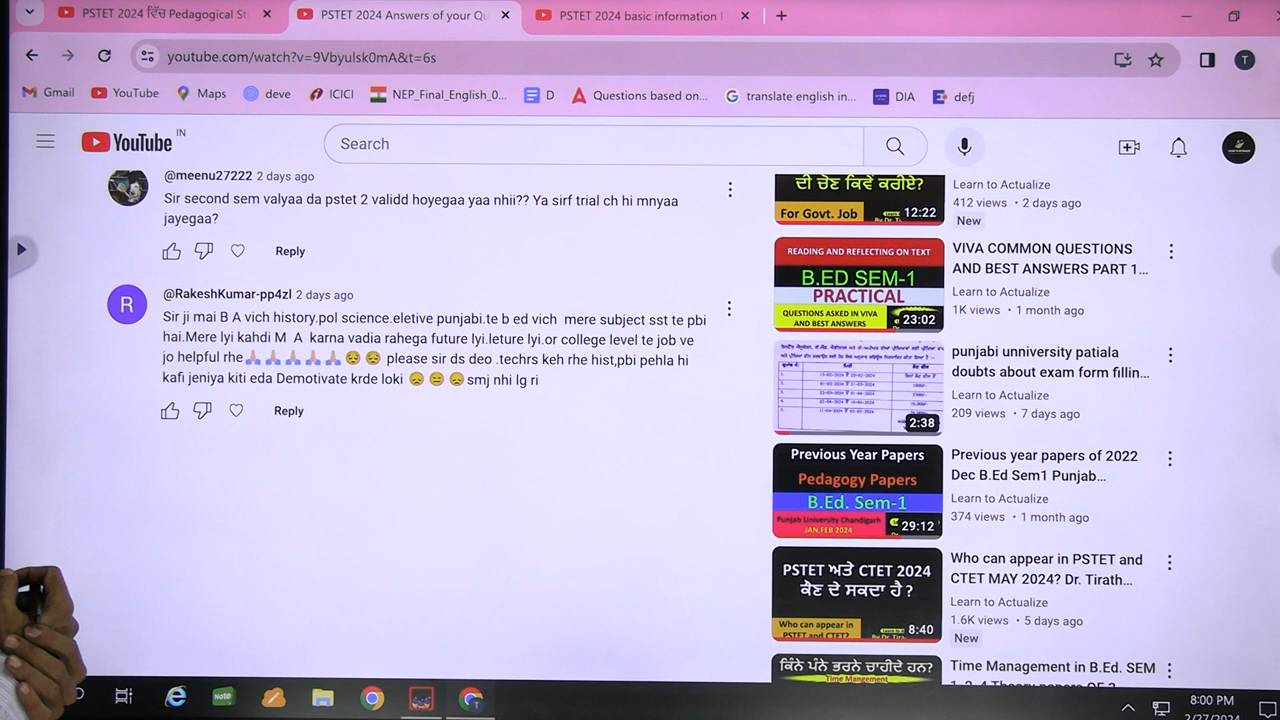 PSTET 2024 ਵਿੱਚ Pedagogical St
PSTET 2024 Answers of your Qu
PSTET 2024 basic information
youtube.com/watch?v=9Vbyulsk0mA&t=6s
T
Gmail
YouTube
Maps
deve
ICICI
NEP_Final_English_0...
D
Questions based on...
translate english in...
DIA
defj
YouTube IN
Search
@meenu27222 2 days ago
Sir second sem valyaa da pstet 2 validd hoyegaa yaa nhii?? Ya sirf trial ch hi mnyaa
jayegaa?
Reply
R
@RakeshKumar-pp4zl 2 days ago
Sir ji mai B A vich history.pol science.eletive punjabi.te b ed vich mere subject sst te pbi
hai.Mere lyi kahdi M A karna vadia rahega future lyi.leture lyi.or college level te job ve
jo helpful rhe🙏🙏🙏🙏🙏😔😔 please sir ds deo .techrs keh rhe hist,pbi pehla hi
kafi jeniya kiti eda Demotivate krde loki 😞😑😞smj nhi lg ri
Reply
ਦੀ ਚੋਣ ਕਿਵੇਂ ਕਰੀਏ?
For Govt. Job
12:22
Learn to Actualize
412 views • 2 days ago
New
READING AND REFLECTING ON TEXT
B.ED SEM-1
PRACTICAL
QUESTIONS ASKED IN VIVA
AND BEST ANSWERS
23:02
VIVA COMMON QUESTIONS
AND BEST ANSWERS PART 1...
Learn to Actualize
1K views • 1 month ago
2:38
punjabi unniversity patiala
doubts about exam form fillin...
Learn to Actualize
209 views • 7 days ago
Previous Year Papers
Pedagogy Papers
B.Ed. Sem-1
Punjab University Chandigarh
JAN,FEB 2024
29:12
Previous year papers of 2022
Dec B.Ed Sem1 Punjab...
Learn to Actualize
374 views • 1 month ago
PSTET ਅਤੇ CTET 2024
ਕੌਣ ਦੇ ਸਕਦਾ ਹੈ ?
Who can appear in
PSTET and CTET?
8:40
Who can appear in PSTET and
CTET MAY 2024? Dr. Tirath...
Learn to Actualize
1.6K views • 5 days ago
New
ਕਿੰਨੇ ਪੰਨੇ ਭਰਨੇ ਚਾਹੀਦੇ ਹਨ?
Time Mangement
Time Management in B.Ed. SEM
Note
8:00 PM
2/27/2024